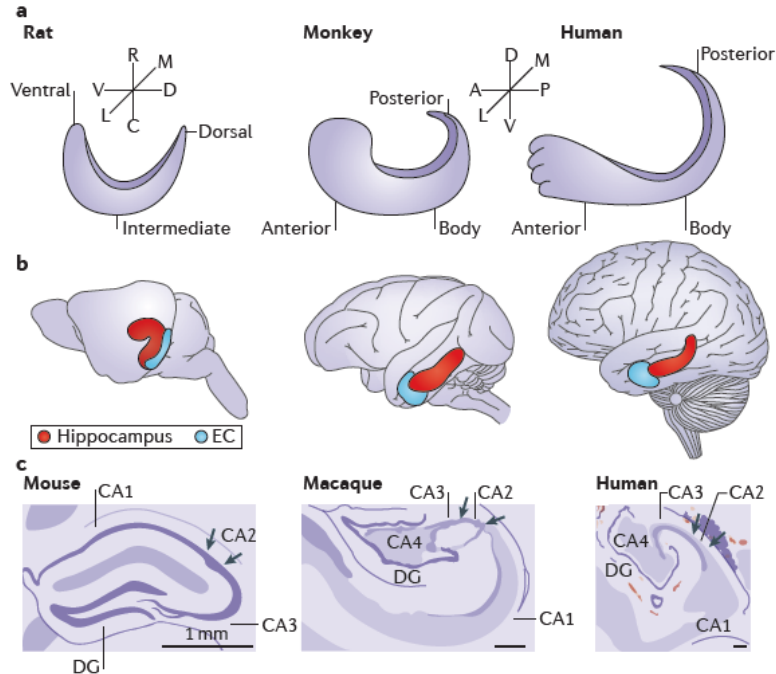 a
Rat
Monkey
Human
R
M
V
D
L
C
Ventral
Dorsal
Intermediate
D
M
A
P
L
V
Posterior
Anterior
Body
Posterior
Anterior
Body
b
Hippocampus
EC
c
Mouse
CA1
CA2
CA3
1 mm
DG
Macaque
CA3
CA2
CA4
DG
CA1
Human
CA3
CA2
CA4
DG
CA1